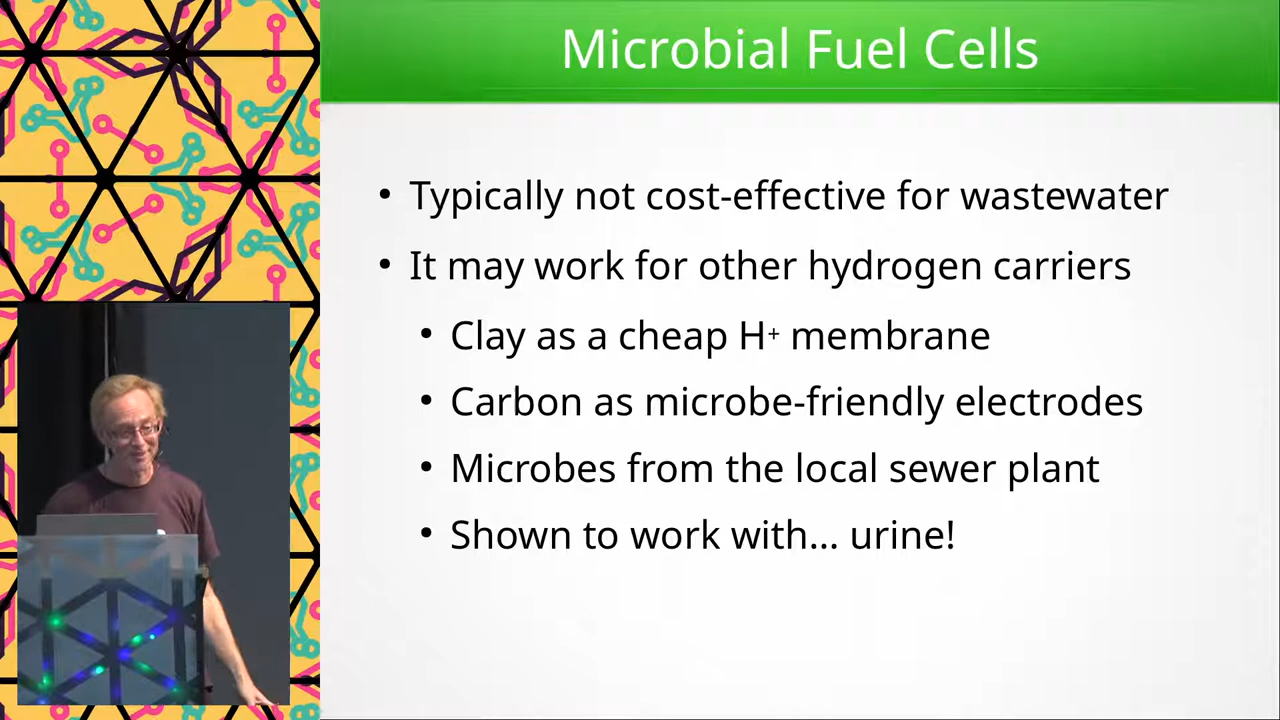 Microbial Fuel Cells
• Typically not cost-effective for wastewater
• It may work for other hydrogen carriers
• Clay as a cheap H⁺ membrane
• Carbon as microbe-friendly electrodes
• Microbes from the local sewer plant
• Shown to work with... urine!